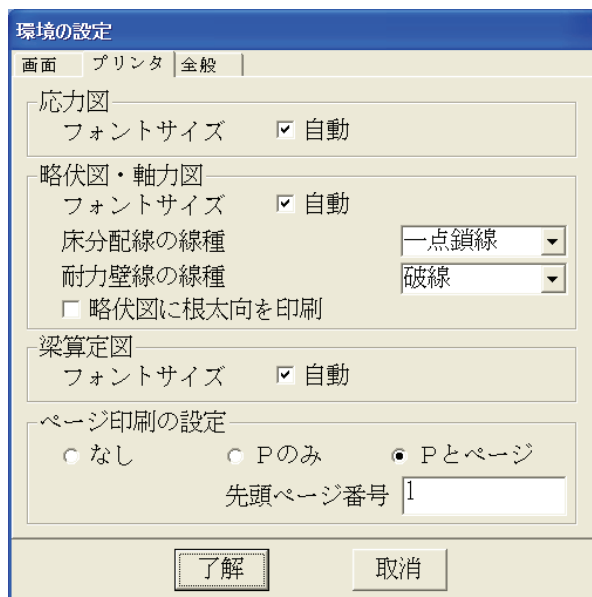 環境の設定
画面 プリンタ 全般
応力図
フォントサイズ 自動
略伏図・軸力図
フォントサイズ 自動
床分配線の線種 一点鎖線
耐力壁線の線種 破線
略伏図に根太向を印刷
梁算定図
フォントサイズ 自動
ページ印刷の設定
なし Pのみ Pとページ
先頭ページ番号 1
了解 取消